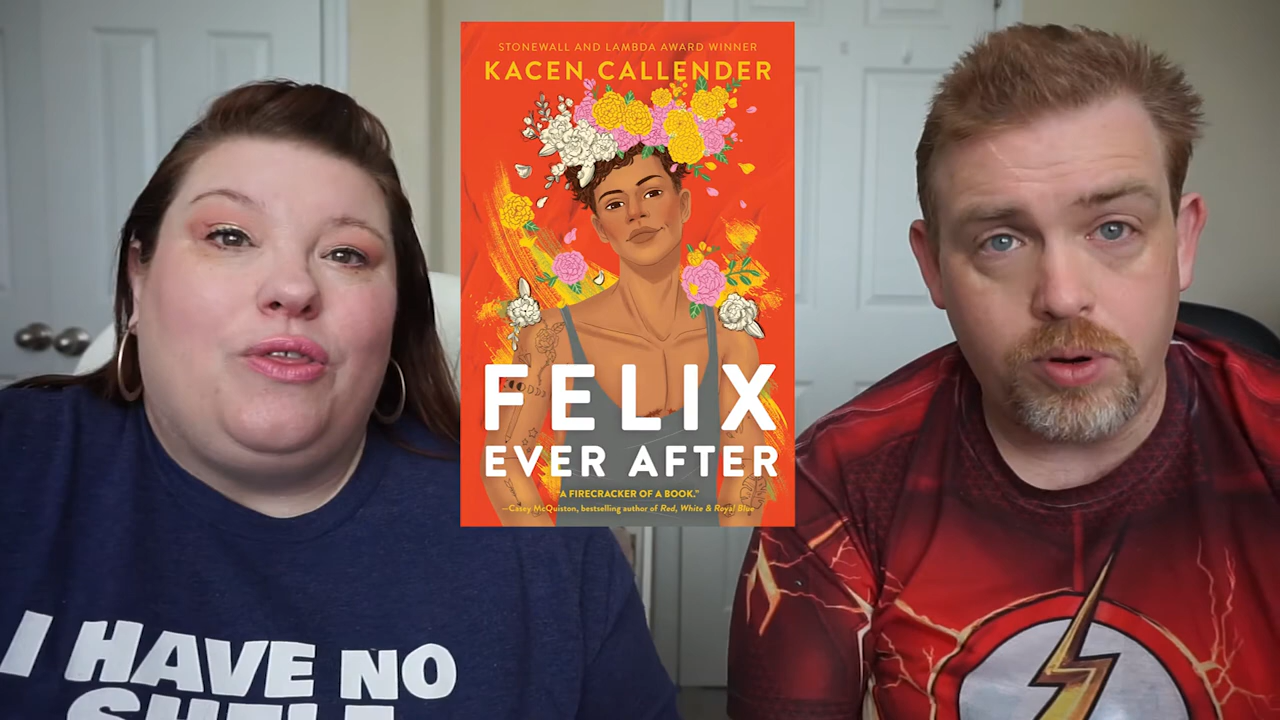 STONEWALL AND LAMBDA AWARD WINNER
KACEN CALLENDER
FELIX
EVER AFTER
"A FIRECRACKER OF A BOOK."
—Casey McQuiston, bestselling author of Red, White & Royal Blue
I HAVE NO
SHELF